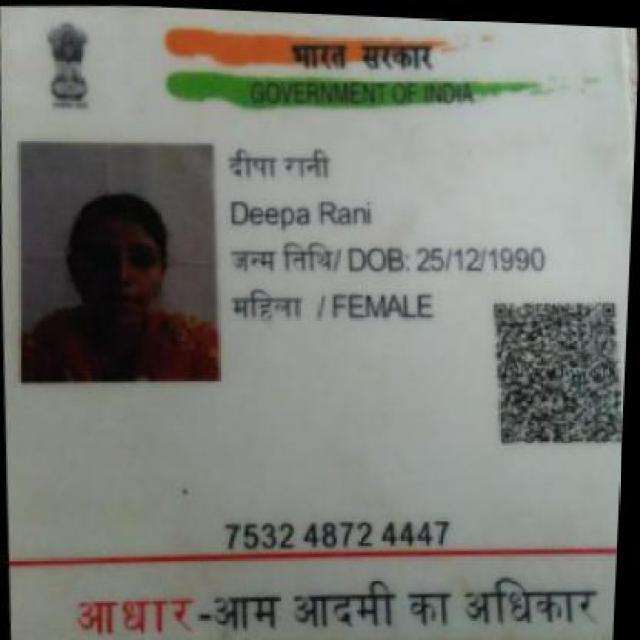 भारत सरकार
GOVERNMENT OF INDIA
दीपा रानी
Deepa Rani
जन्म तिथि/ DOB: 25/12/1990
महिला / FEMALE
7532 4872 4447
आधार-आम आदमी का अधिकार